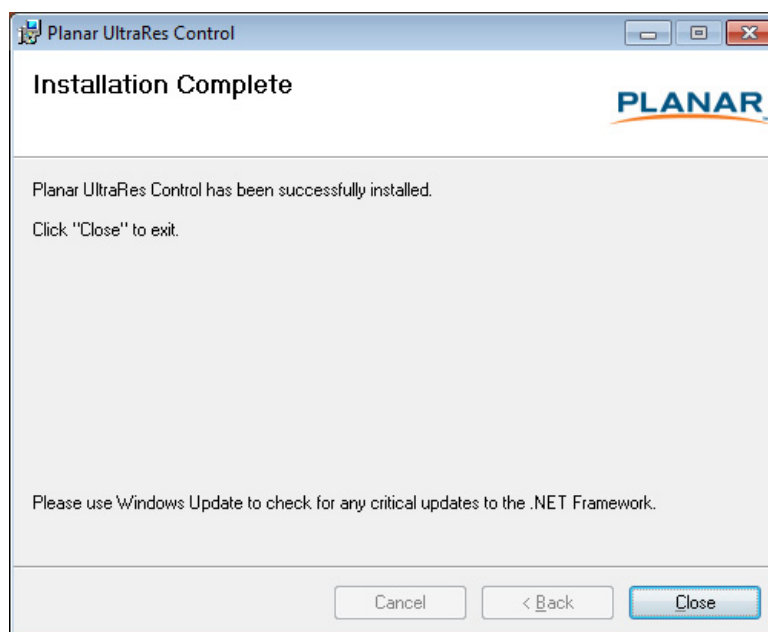 Planar UltraRes Control
Installation Complete
PLANAR
Planar UltraRes Control has been successfully installed.
Click "Close" to exit.
Please use Windows Update to check for any critical updates to the .NET Framework.
Cancel
< Back
Close